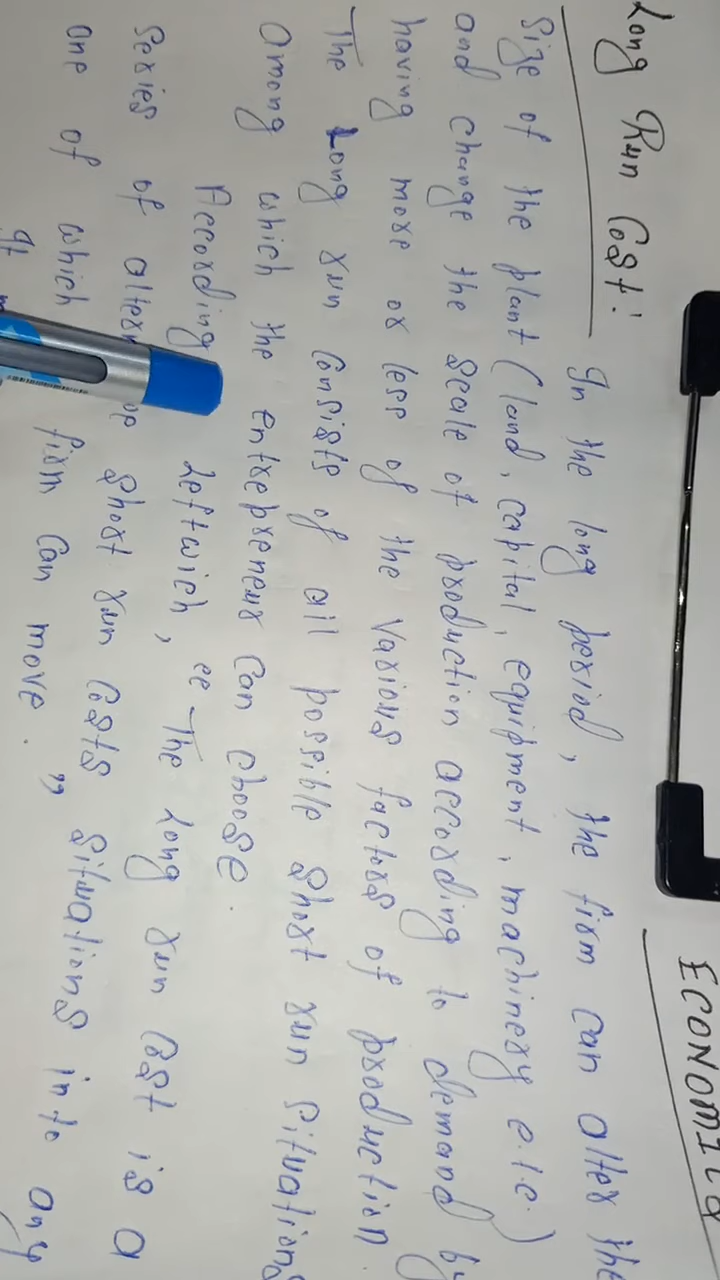 ECONOMICS
Long Run Cost:
In the long period, the firm can alter the
size of the plant (land, capital, equipment, machinery e.t.c.)
and change the scale of production according to demand by
having more or less of the various factors of production.
The Long run consists of all possible short run situations
among which the entrepreneur can choose.
According Leftwich, "The Long run cost is a
series of short run costs situations into any
one of which firm can move."
It